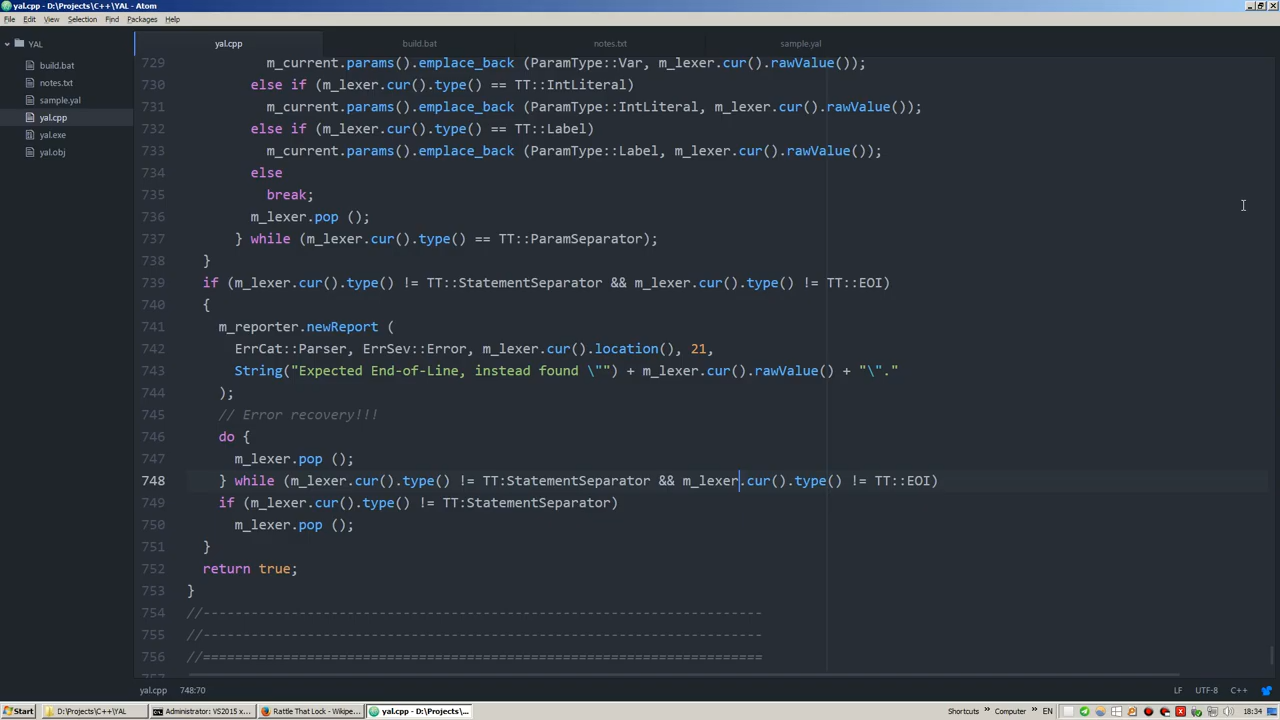 yal.cpp - D:\Projects\C++\YAL - Atom
File Edit View Selection Find Packages Help
YAL
build.bat
notes.txt
sample.yal
yal.cpp
yal.exe
yal.obj
yal.cpp build.bat notes.txt sample.yal
729 m_current.params().emplace_back (ParamType::Var, m_lexer.cur().rawValue());
730 else if (m_lexer.cur().type() == TT::IntLiteral)
731 m_current.params().emplace_back (ParamType::IntLiteral, m_lexer.cur().rawValue());
732 else if (m_lexer.cur().type() == TT::Label)
733 m_current.params().emplace_back (ParamType::Label, m_lexer.cur().rawValue());
734 else
735 break;
736 m_lexer.pop ();
737 } while (m_lexer.cur().type() == TT::ParamSeparator);
738 }
739 if (m_lexer.cur().type() != TT::StatementSeparator && m_lexer.cur().type() != TT::EOI)
740 {
741 m_reporter.newReport (
742 ErrCat::Parser, ErrSev::Error, m_lexer.cur().location(), 21,
743 String("Expected End-of-Line, instead found \"") + m_lexer.cur().rawValue() + "\"."
744 );
745 // Error recovery!!!
746 do {
747 m_lexer.pop ();
748 } while (m_lexer.cur().type() != TT:StatementSeparator && m_lexer.cur().type() != TT::EOI)
749 if (m_lexer.cur().type() != TT:StatementSeparator)
750 m_lexer.pop ();
751 }
752 return true;
753 }
754 //----------------------------------------------------------------------
755 //----------------------------------------------------------------------
756 //======================================================================
yal.cpp 748:70 LF UTF-8 C++
Start D:\Projects\C++\YAL Administrator: VS2015 x... Rattle That Lock - Wikipe... yal.cpp - D:\Projects\C... Shortcuts » Computer » EN 18:34